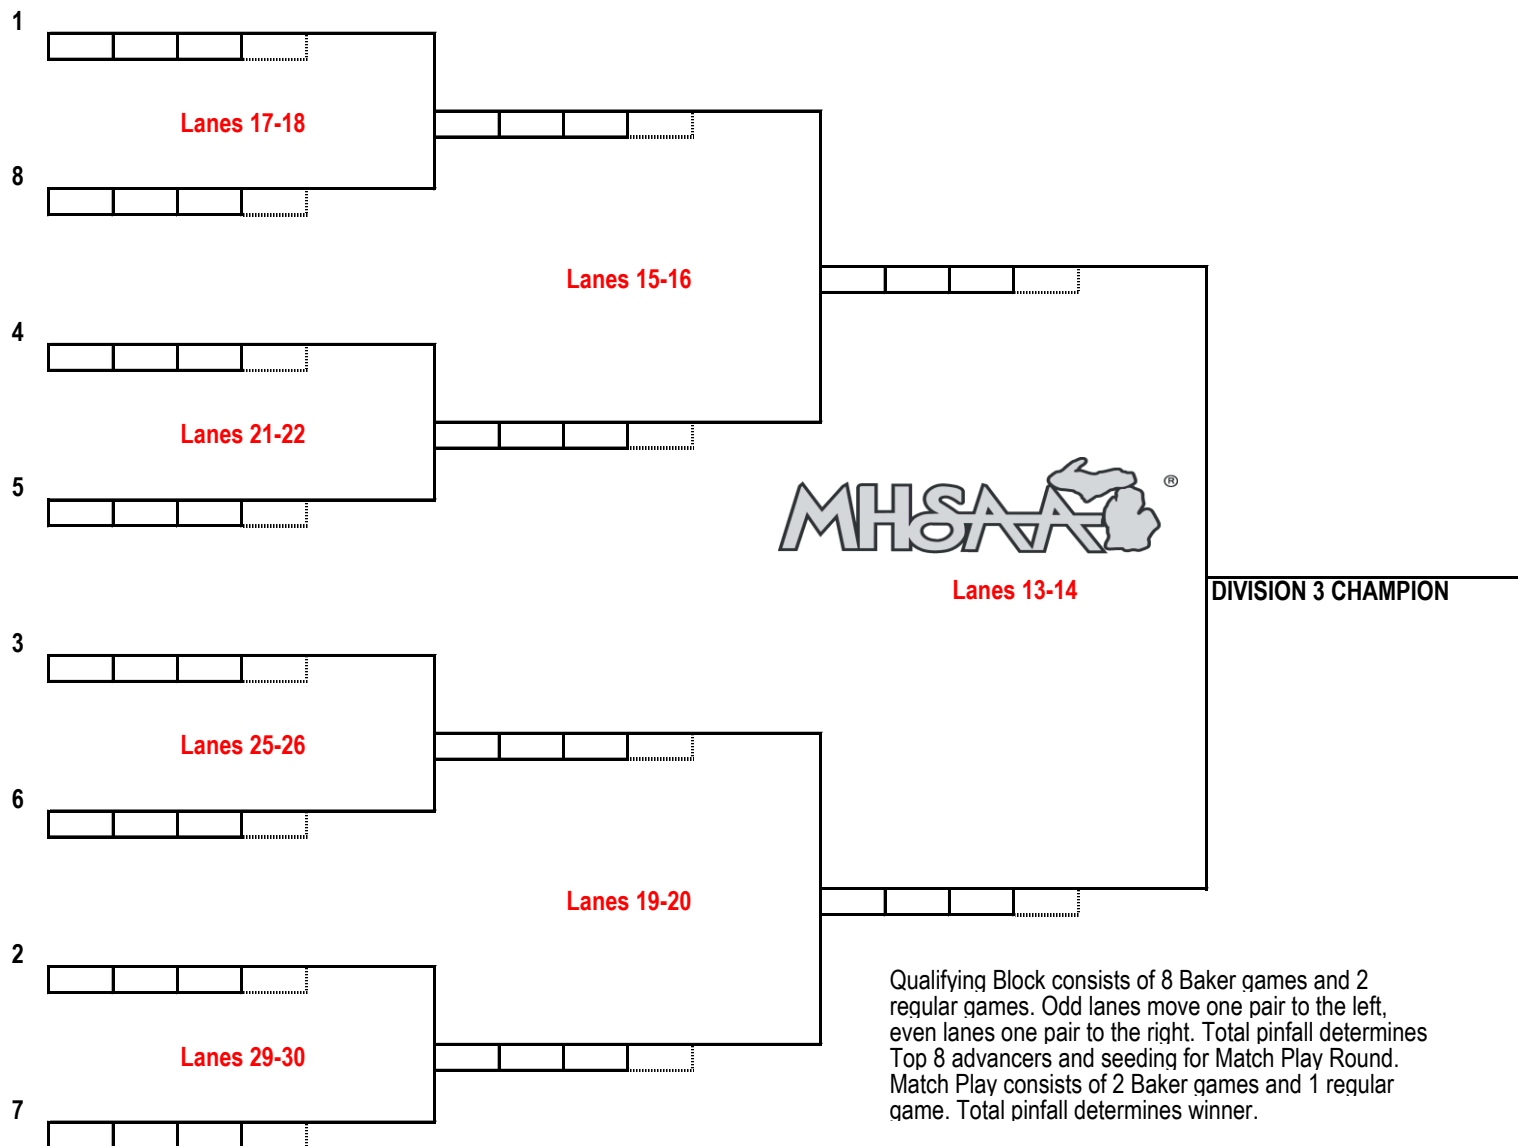 1
Lanes 17-18
8
Lanes 15-16
4
Lanes 21-22
5
MHSAA ®
Lanes 13-14
DIVISION 3 CHAMPION
3
Lanes 25-26
6
Lanes 19-20
2
Lanes 29-30
7
Qualifying Block consists of 8 Baker games and 2
regular games. Odd lanes move one pair to the left,
even lanes one pair to the right. Total pinfall determines
Top 8 advancers and seeding for Match Play Round.
Match Play consists of 2 Baker games and 1 regular
game. Total pinfall determines winner.